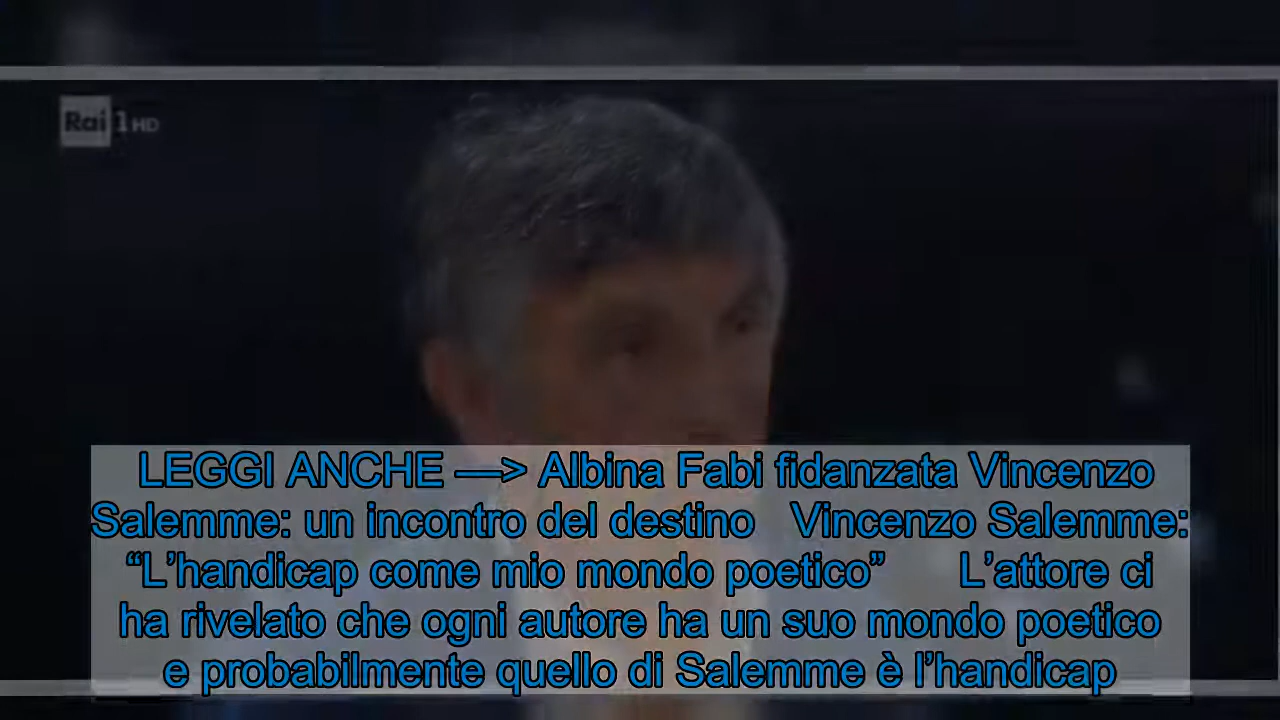 Rai 1 HD
LEGGI ANCHE —> Albina Fabi fidanzata Vincenzo
Salemme: un incontro del destino   Vincenzo Salemme:
“L’handicap come mio mondo poetico”      L’attore ci
ha rivelato che ogni autore ha un suo mondo poetico
e probabilmente quello di Salemme è l’handicap